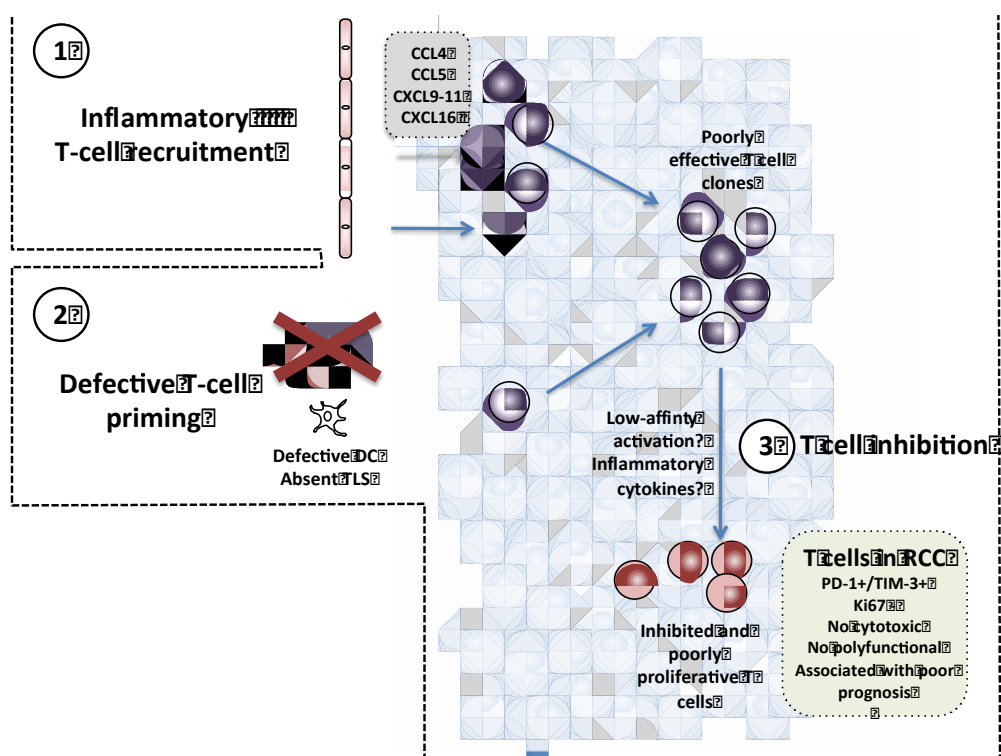 1
Inflammatory
T-cell recruitment
CCL4
CCL5
CXCL9-11
CXCL16
Poorly
effective T cell
clones
2
Defective T-cell
priming
Defective DC
Absent TLS
Low-affinty
activation?
Inflammatory
cytokines?
3
T cell inhibition
Inhibited and
poorly
proliferative T
cells
T cells in RCC
PD-1+/TIM-3+
Ki67
No cytotoxic
No polyfunctional
Associated with poor
prognosis